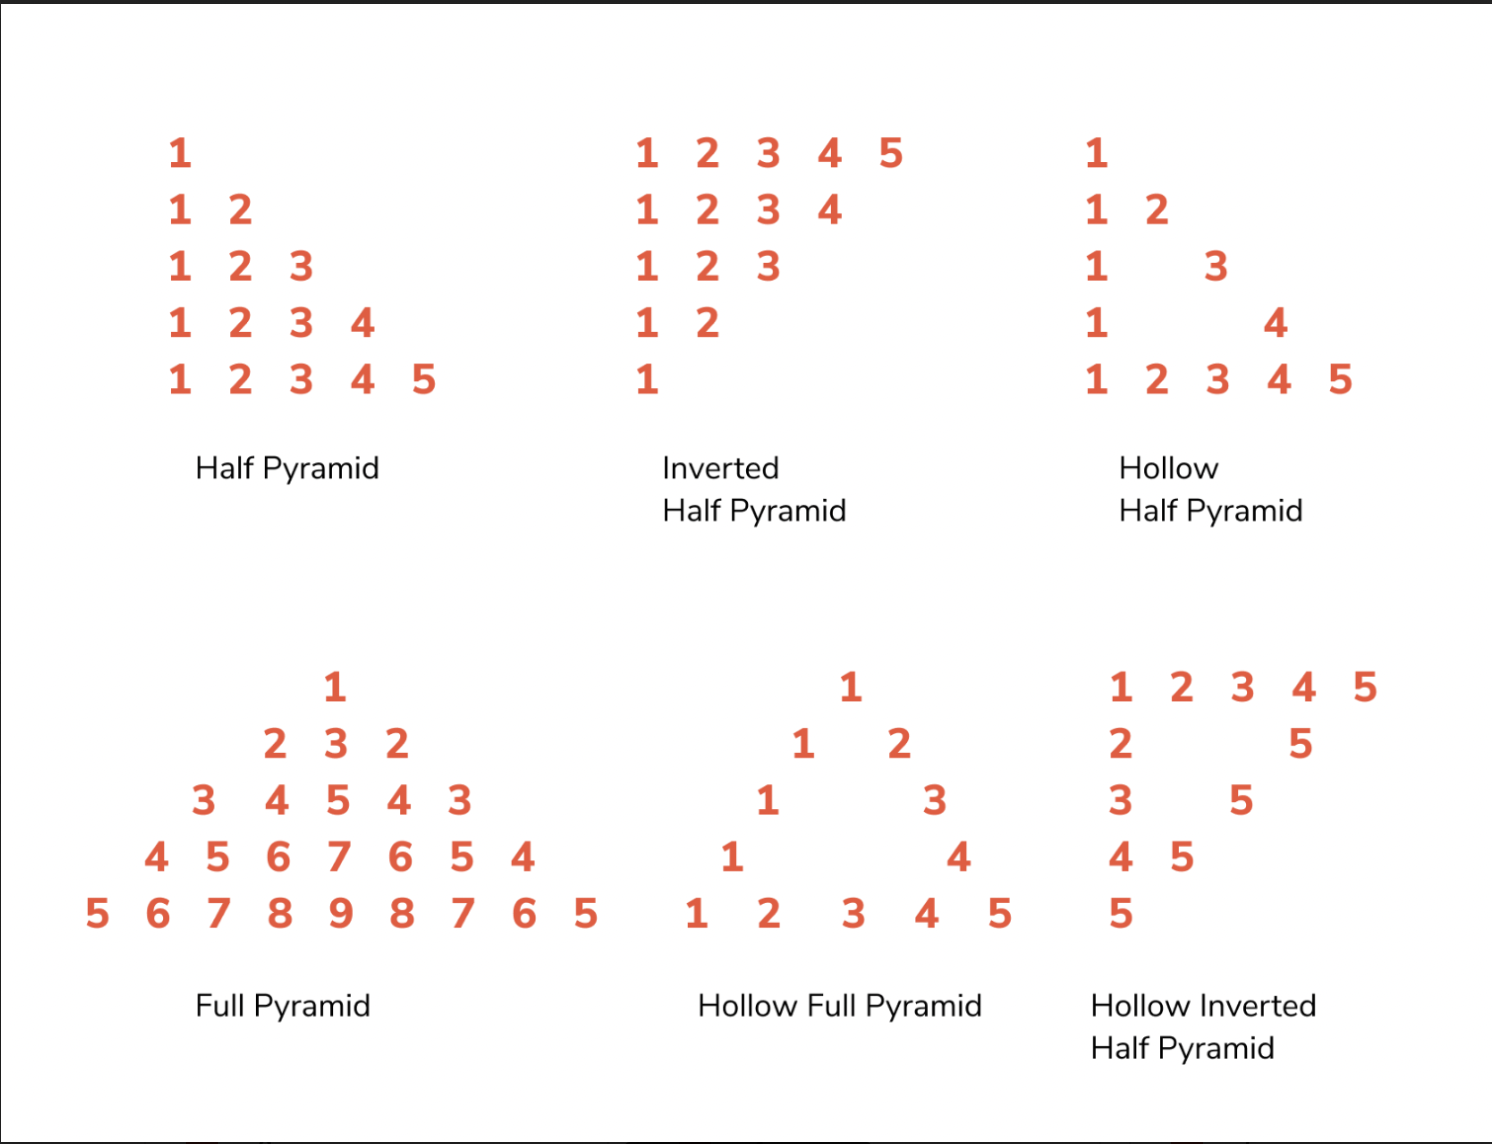 1
1 2
1 2 3
1 2 3 4
1 2 3 4 5
Half Pyramid
1 2 3 4 5
1 2 3 4
1 2 3
1 2
1
Inverted
Half Pyramid
1
1 2
1 3
1 4
1 2 3 4 5
Hollow
Half Pyramid
1
2 3 2
3 4 5 4 3
4 5 6 7 6 5 4
5 6 7 8 9 8 7 6 5
Full Pyramid
1
1 2
1 3
1 4
1 2 3 4 5
Hollow Full Pyramid
1 2 3 4 5
2 5
3 5
4 5
5
Hollow Inverted
Half Pyramid